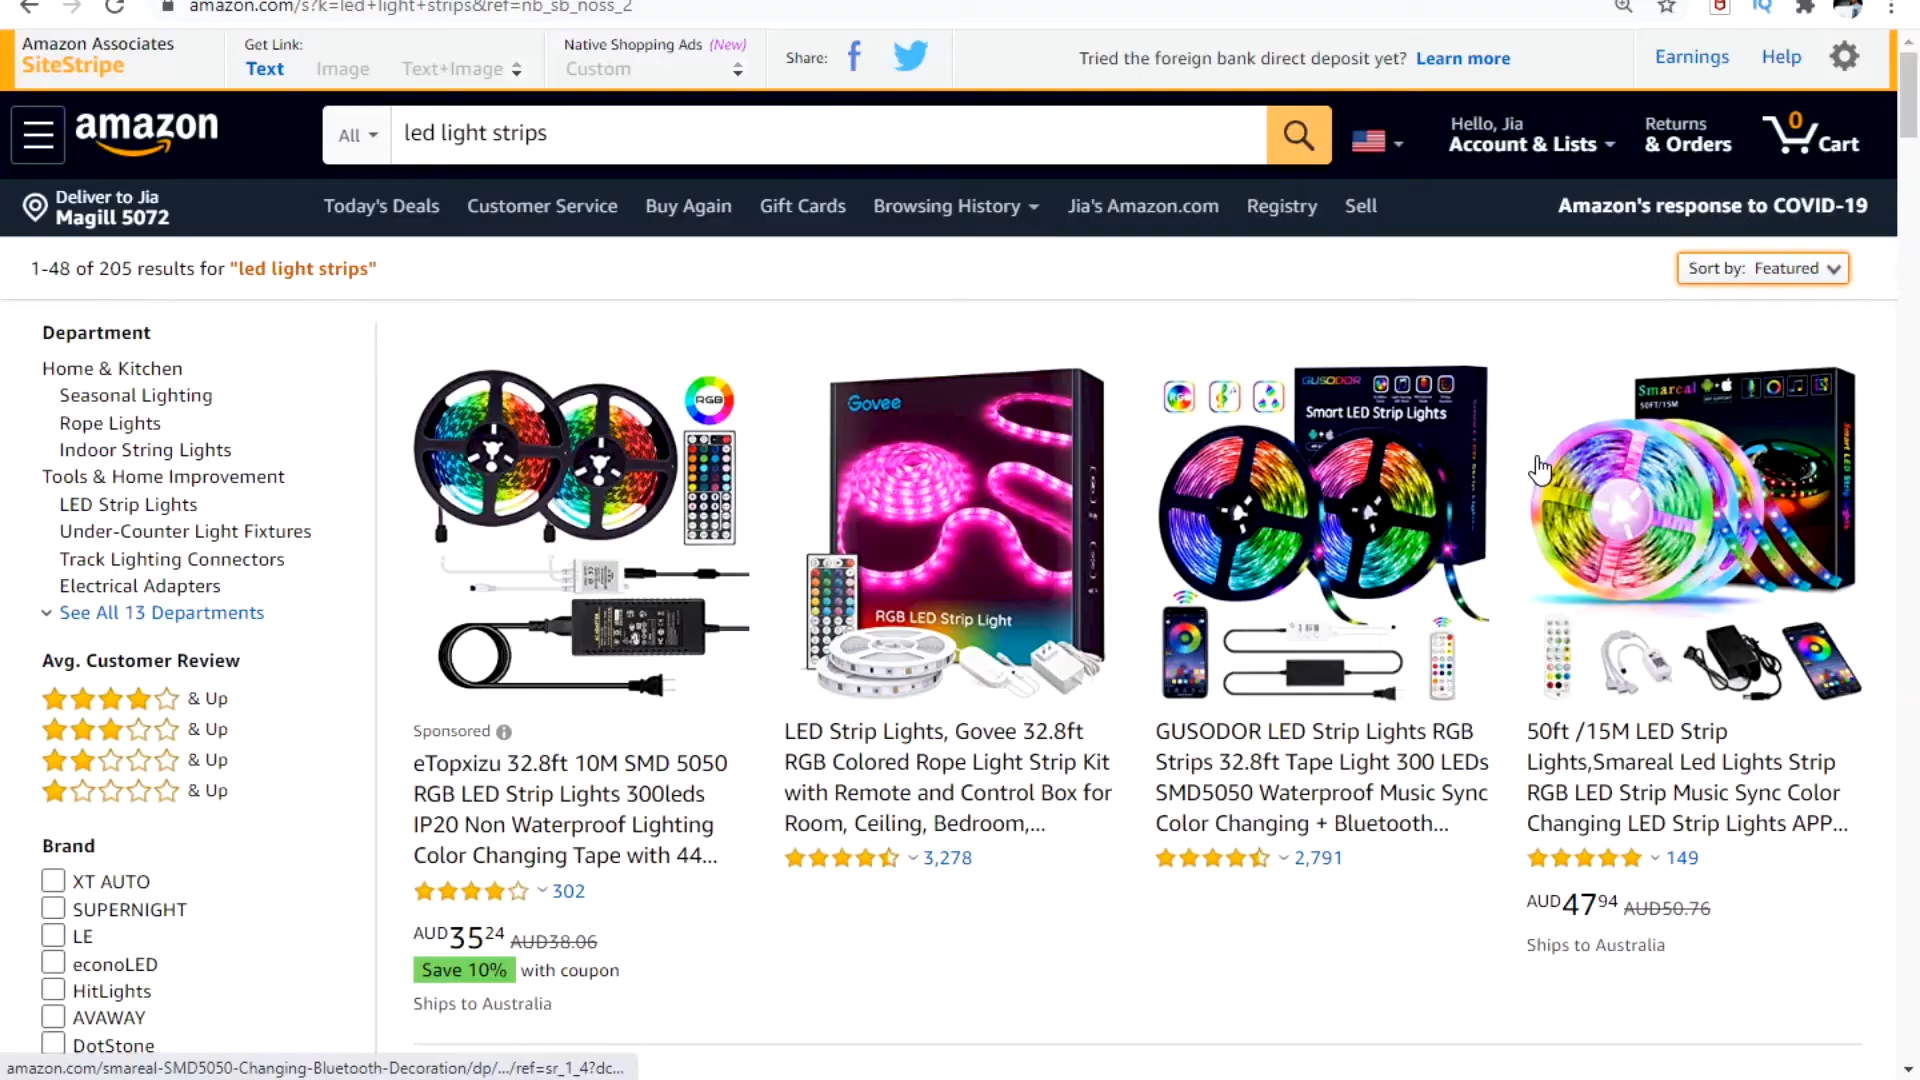 amazon.com/s?k=led+light+strips&ref=nb_sb_noss_2
Amazon Associates
SiteStripe
Get Link:
Text Image Text+Image
Native Shopping Ads (New)
Custom
Share:
Tried the foreign bank direct deposit yet? Learn more
Earnings Help
amazon
All
led light strips
Hello, Jia
Account & Lists
Returns
& Orders
0
Cart
Deliver to Jia
Magill 5072
Today's Deals Customer Service Buy Again Gift Cards Browsing History Jia's Amazon.com Registry Sell
Amazon's response to COVID-19
1-48 of 205 results for "led light strips"
Sort by: Featured
Department
Home & Kitchen
Seasonal Lighting
Rope Lights
Indoor String Lights
Tools & Home Improvement
LED Strip Lights
Under-Counter Light Fixtures
Track Lighting Connectors
Electrical Adapters
See All 13 Departments
Avg. Customer Review
& Up
& Up
& Up
& Up
Brand
XT AUTO
SUPERNIGHT
LE
econoLED
HitLights
AVAWAY
DotStone
RGB
Sponsored
eTopxizu 32.8ft 10M SMD 5050
RGB LED Strip Lights 300leds
IP20 Non Waterproof Lighting
Color Changing Tape with 44...
302
AUD35.24 AUD38.06
Save 10% with coupon
Ships to Australia
Govee
RGB LED Strip Light
LED Strip Lights, Govee 32.8ft
RGB Colored Rope Light Strip Kit
with Remote and Control Box for
Room, Ceiling, Bedroom,...
3,278
GUSODOR
Smart LED Strip Lights
GUSODOR LED Strip Lights RGB
Strips 32.8ft Tape Light 300 LEDs
SMD5050 Waterproof Music Sync
Color Changing + Bluetooth...
2,791
Smareal
50FT/15M
Smart LED Strip Lights
50ft /15M LED Strip
Lights,Smareal Led Lights Strip
RGB LED Strip Music Sync Color
Changing LED Strip Lights APP...
149
AUD47.94 AUD50.76
Ships to Australia
amazon.com/smareal-SMD5050-Changing-Bluetooth-Decoration/dp/.../ref=sr_1_4?dc...